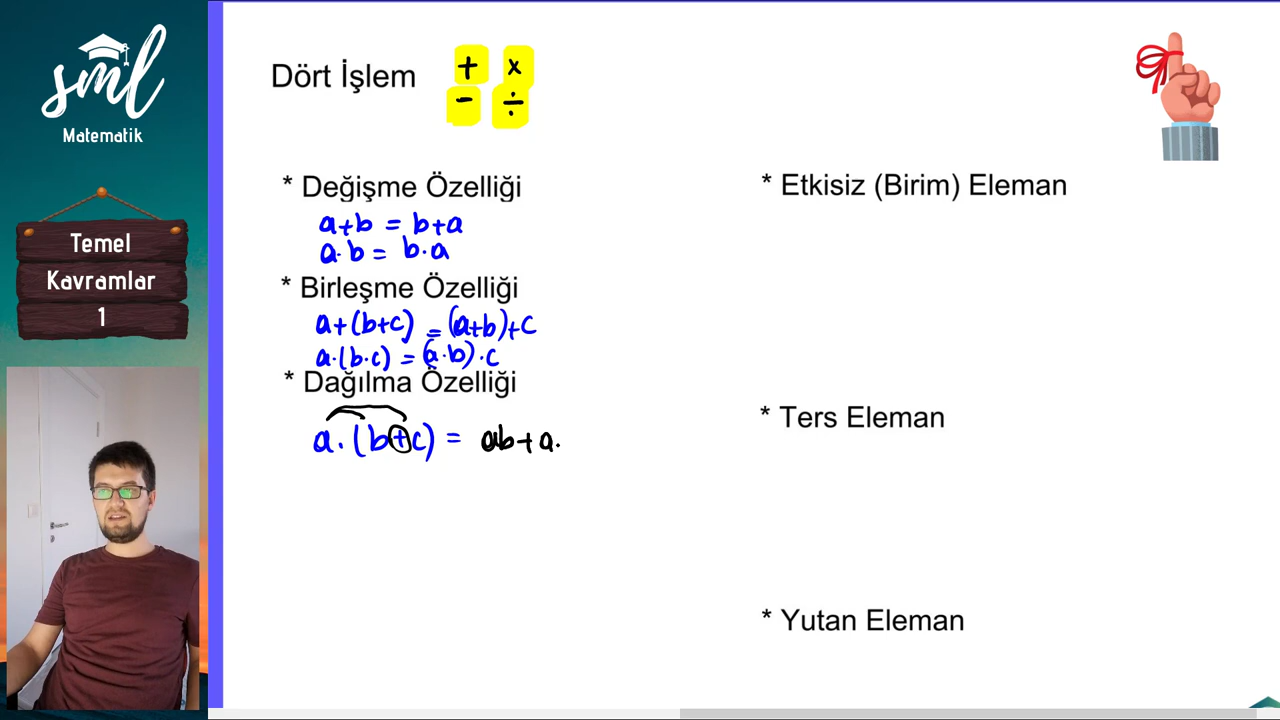 sml
Matematik
Temel
Kavramlar
1
Dört İşlem
+ ×
- ÷
* Değişme Özelliği
a+b = b+a
a·b = b·a
* Birleşme Özelliği
a+(b+c) = (a+b)+c
a·(b·c) = (a·b)·c
* Dağılma Özelliği
a·(b+c) = ab+a·
* Etkisiz (Birim) Eleman
* Ters Eleman
* Yutan Eleman